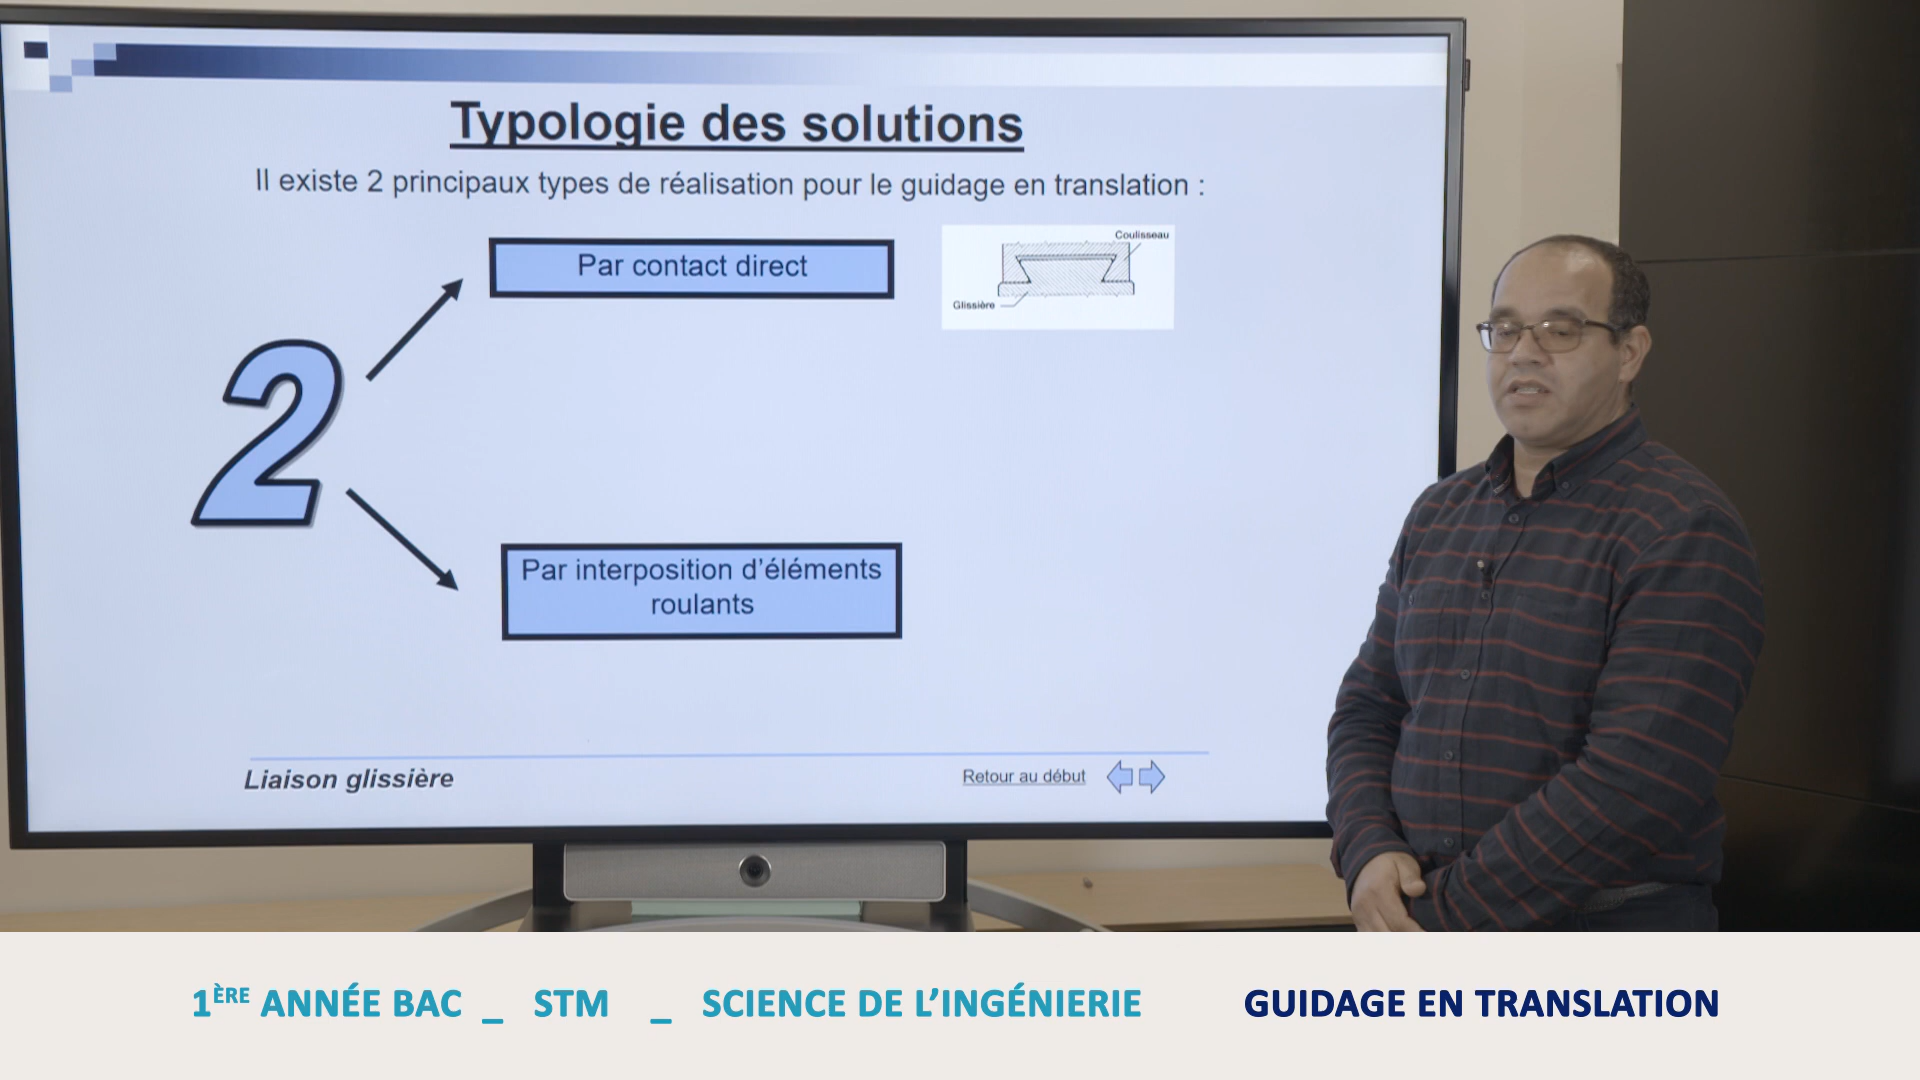 Typologie des solutions
Il existe 2 principaux types de réalisation pour le guidage en translation :
Par contact direct
Coulisseau
Glissière
2
Par interposition d'éléments
roulants
Liaison glissière
Retour au début
1ÈRE ANNÉE BAC _ STM _ SCIENCE DE L'INGÉNIERIE
GUIDAGE EN TRANSLATION